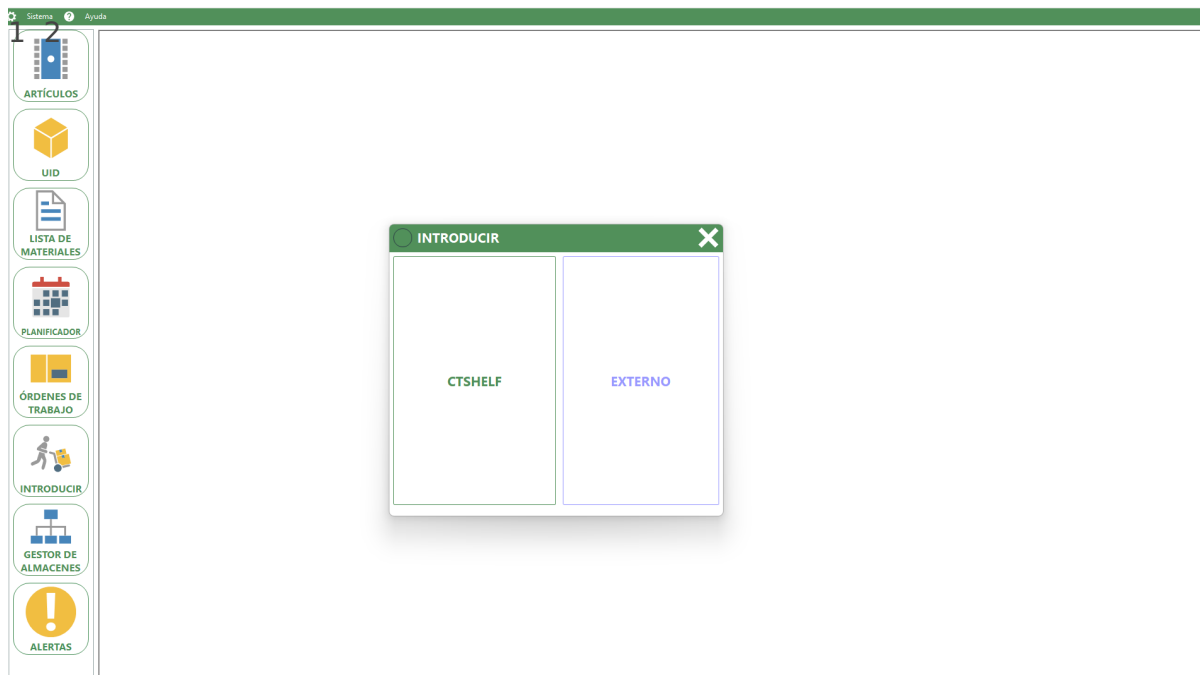 Sistema ? Ayuda
1 2
ARTÍCULOS
UID
LISTA DE
MATERIALES
PLANIFICADOR
ÓRDENES DE
TRABAJO
INTRODUCIR
GESTOR DE
ALMACENES
ALERTAS
INTRODUCIR
CTSHELF
EXTERNO